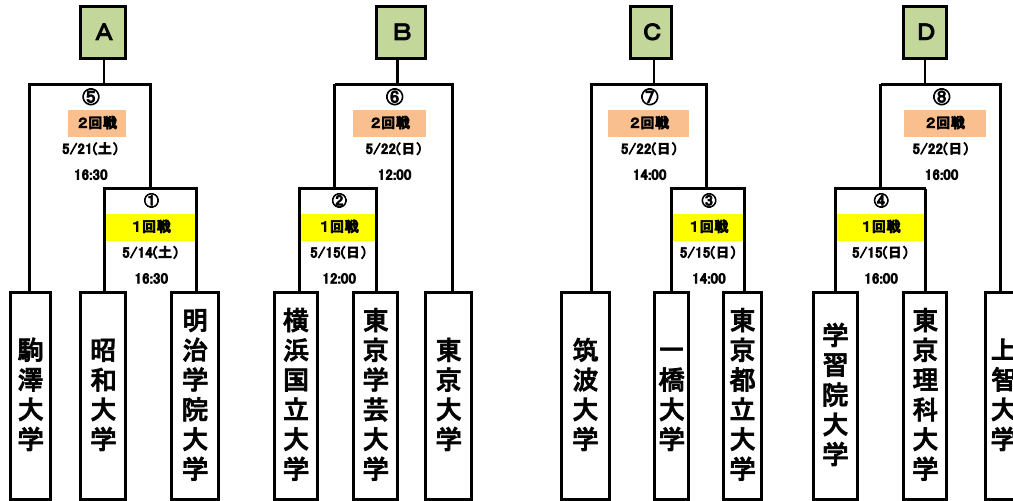 A
B
C
D
⑤
2回戦
5/21(土)
16:30
⑥
2回戦
5/22(日)
12:00
⑦
2回戦
5/22(日)
14:00
⑧
2回戦
5/22(日)
16:00
①
1回戦
5/14(土)
16:30
②
1回戦
5/15(日)
12:00
③
1回戦
5/15(日)
14:00
④
1回戦
5/15(日)
16:00
駒澤大学
昭和大学
明治学院大学
横浜国立大学
東京学芸大学
東京大学
筑波大学
一橋大学
東京都立大学
学習院大学
東京理科大学
上智大学